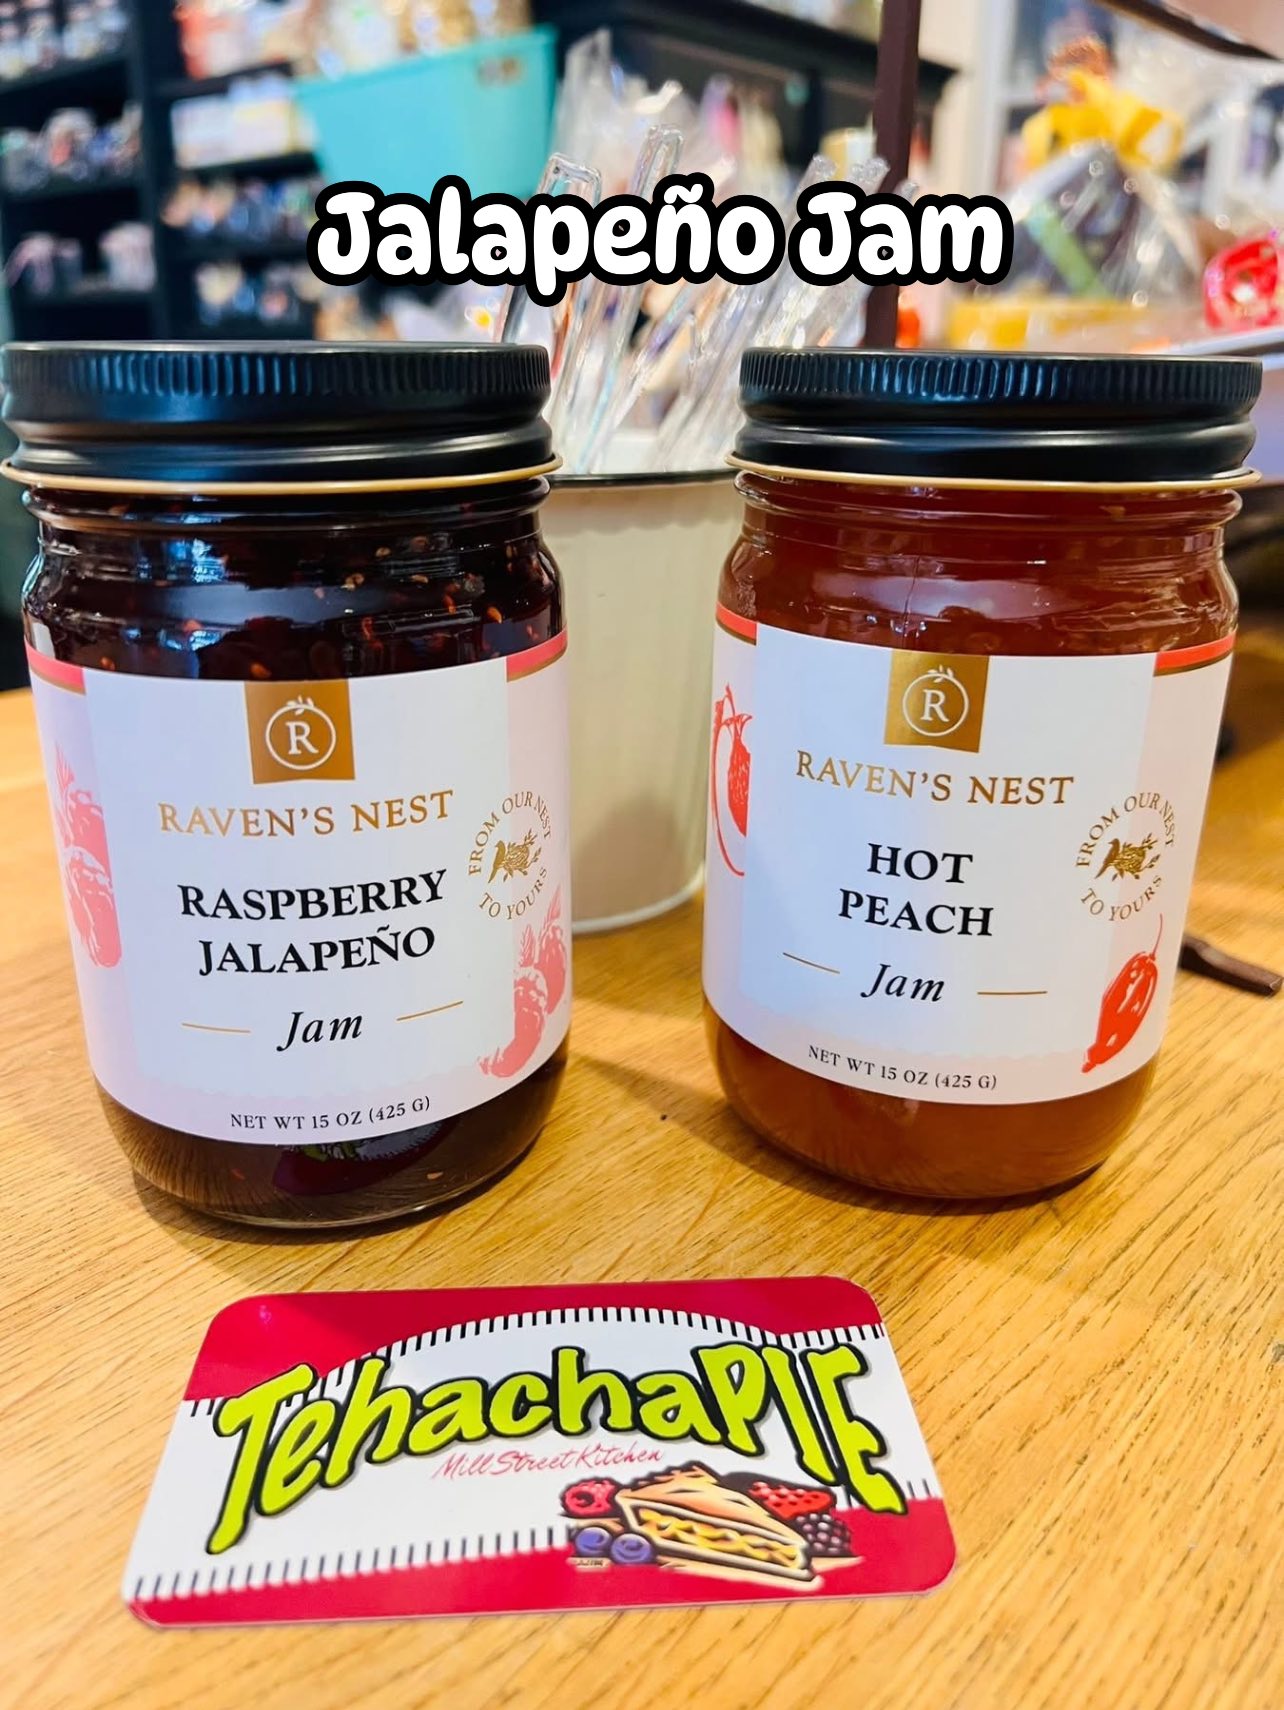 Jalapeño Jam
R
RAVEN'S NEST
FROM OUR NEST
TO YOURS
RASPBERRY
JALAPEÑO
Jam
NET WT 15 OZ (425 G)
R
RAVEN'S NEST
FROM OUR NEST
TO YOURS
HOT
PEACH
Jam
NET WT 15 OZ (425 G)
TehachaPIE
Mill Street Kitchen